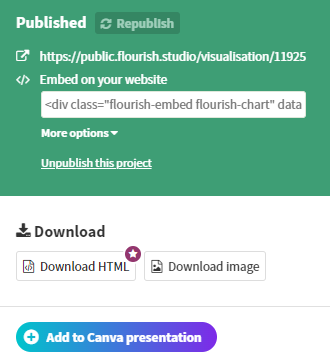 Published Republish
https://public.flourish.studio/visualisation/11925
Embed on your website
<div class="flourish-embed flourish-chart" data
More options
Unpublish this project
Download
Download HTML Download image
Add to Canva presentation